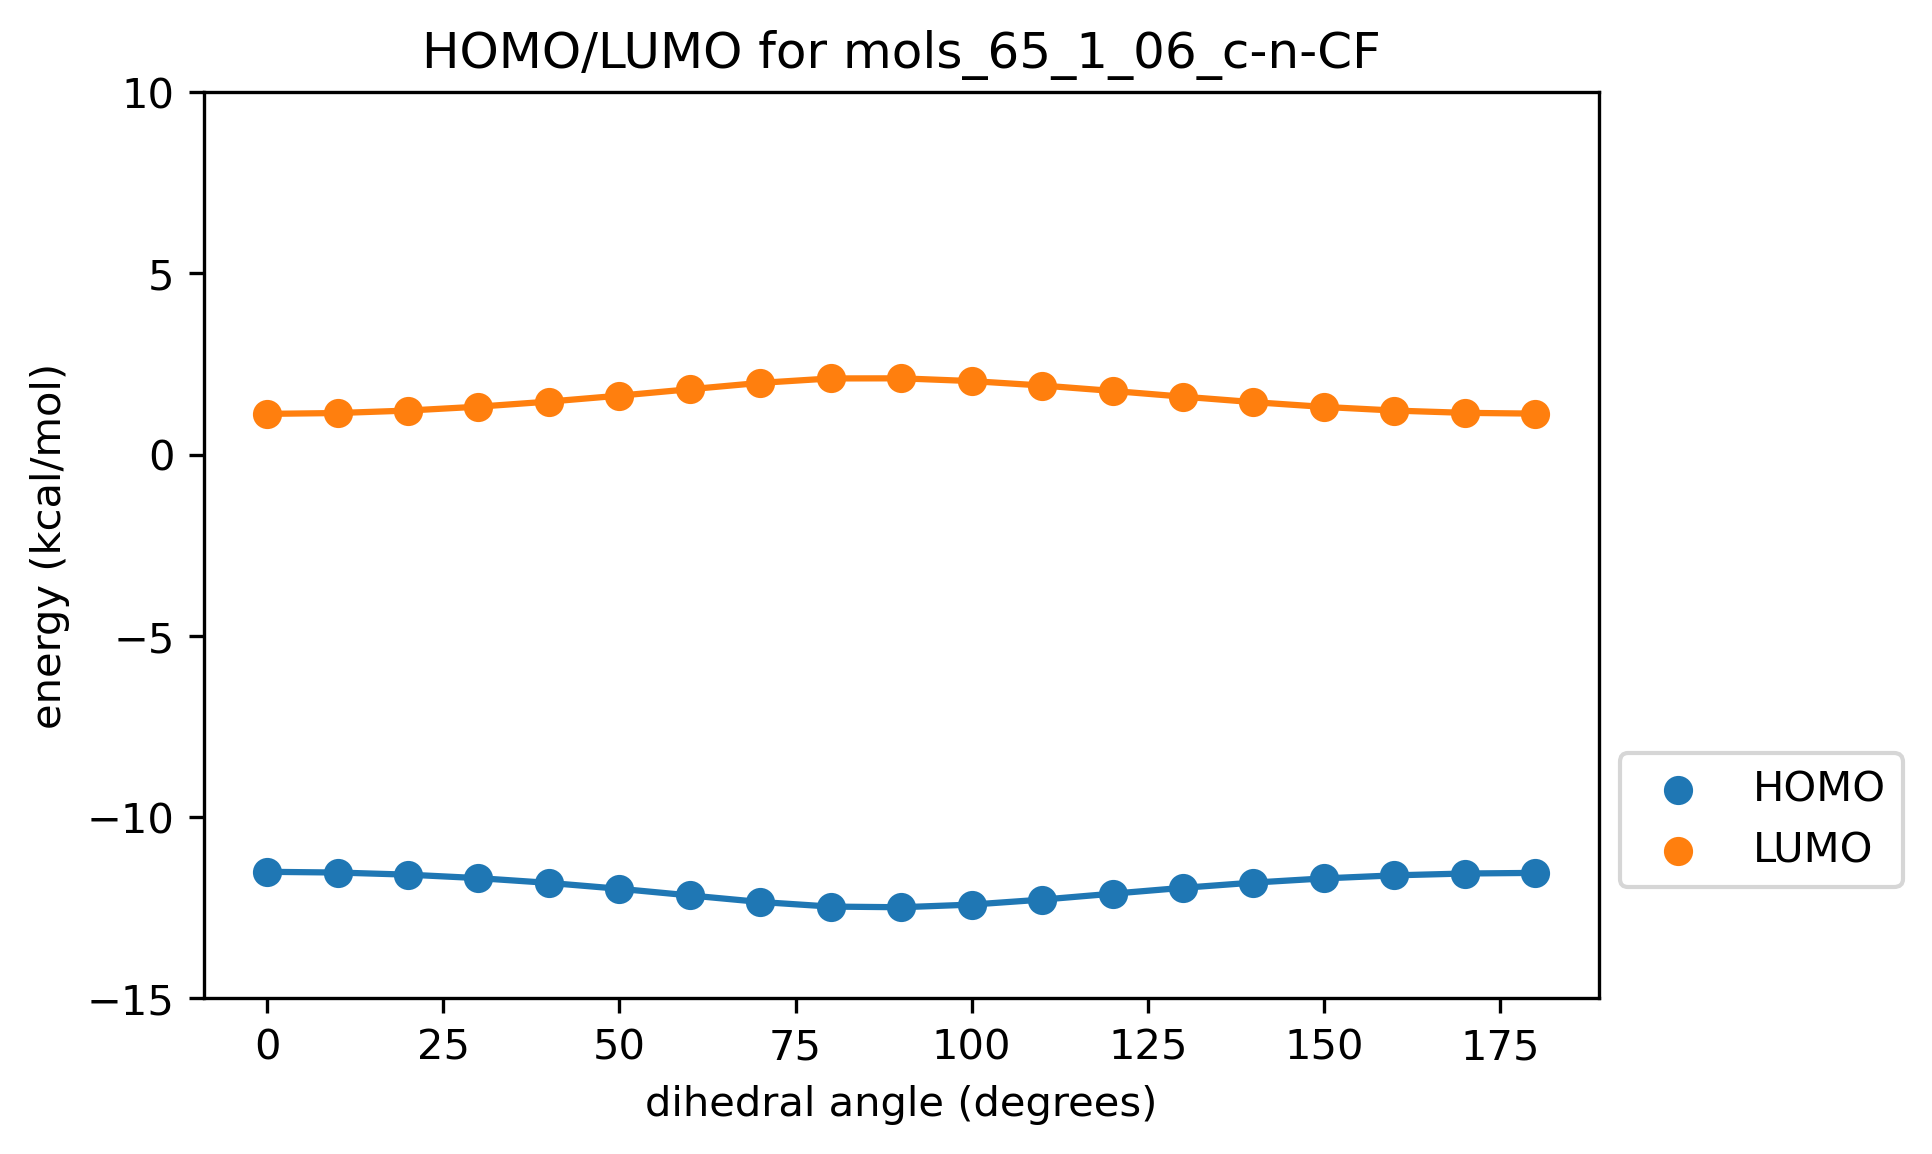 HOMO/LUMO for mols_65_1_06_c-n-CF
10
5
0
−5
−10
−15
energy (kcal/mol)
0 25 50 75 100 125 150 175
dihedral angle (degrees)
HOMO
LUMO